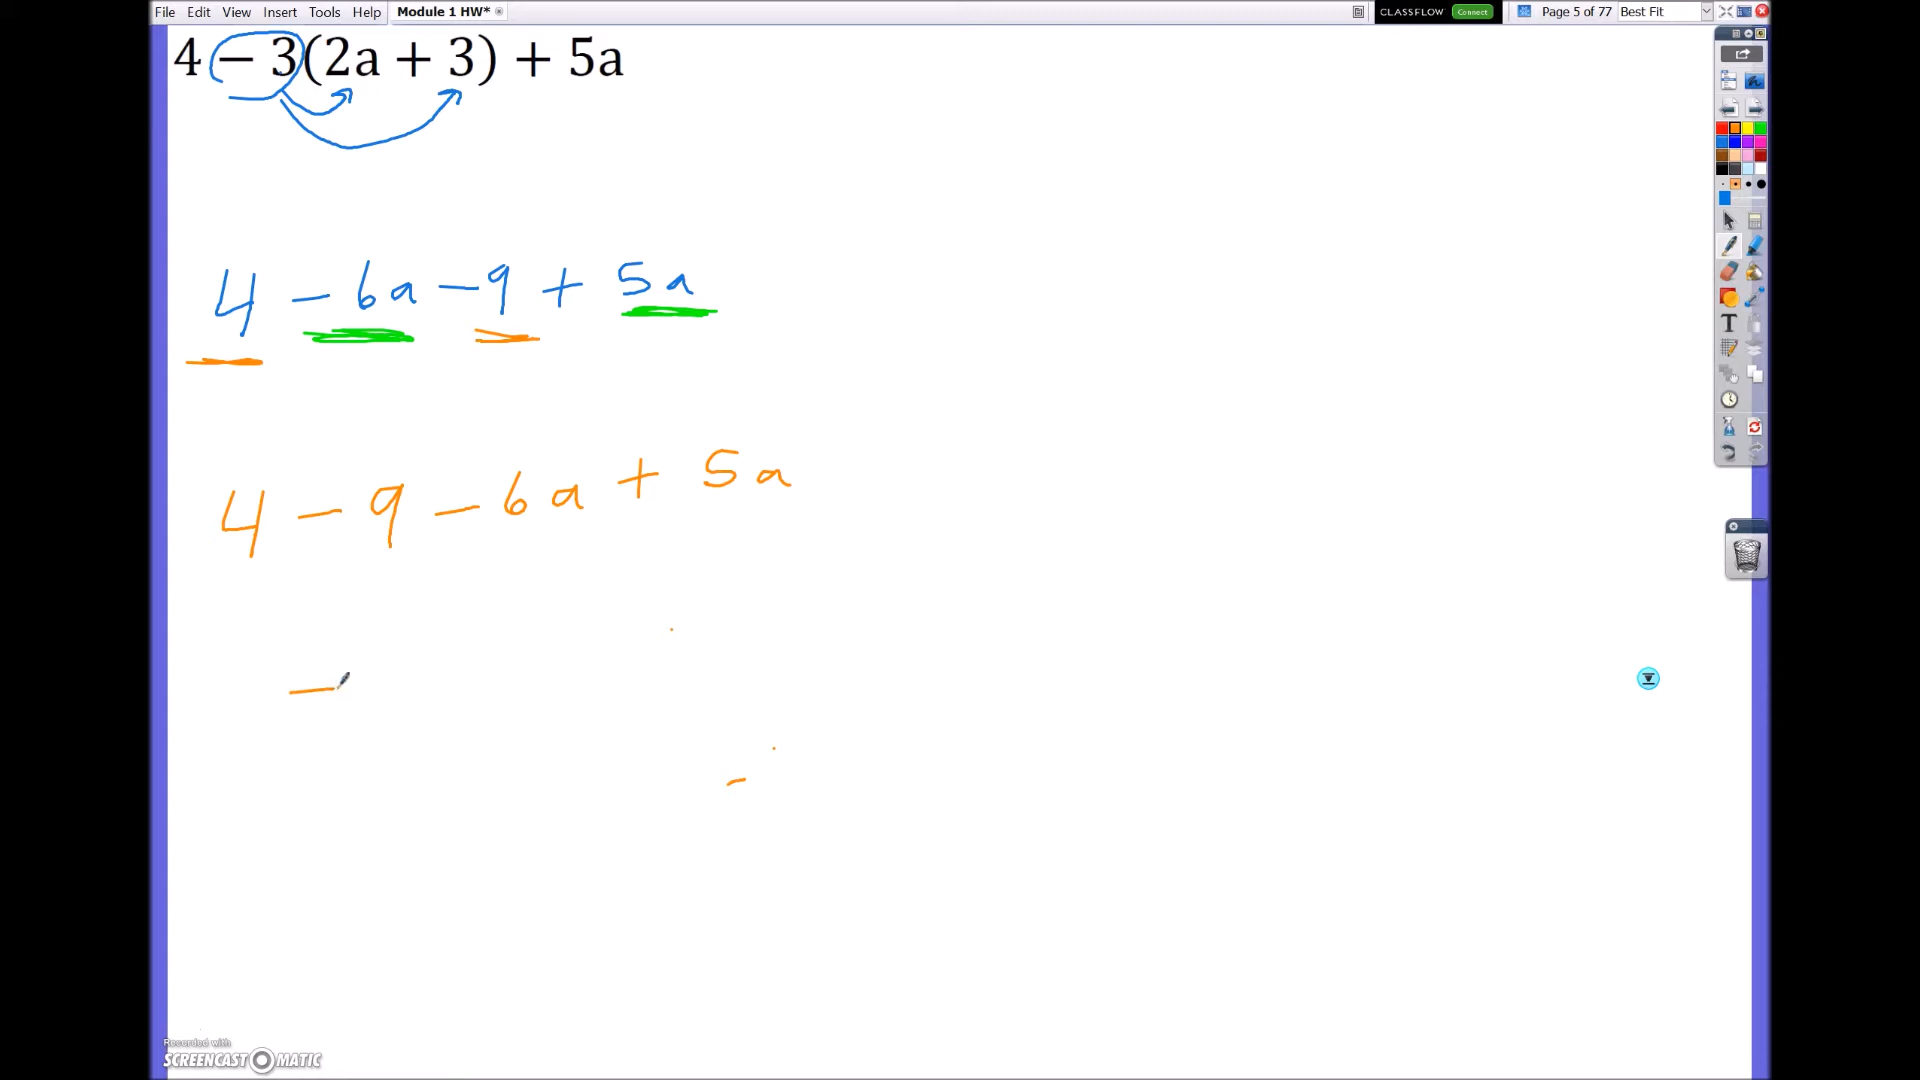 File Edit View Insert Tools Help Module 1 HW* CLASSFLOW Connect Page 5 of 77 Best Fit
4 − 3(2a + 3) + 5a
4 − 6a − 9 + 5a
4 − 9 − 6a + 5a
−
-
T
Recorded with
SCREENCAST MATIC